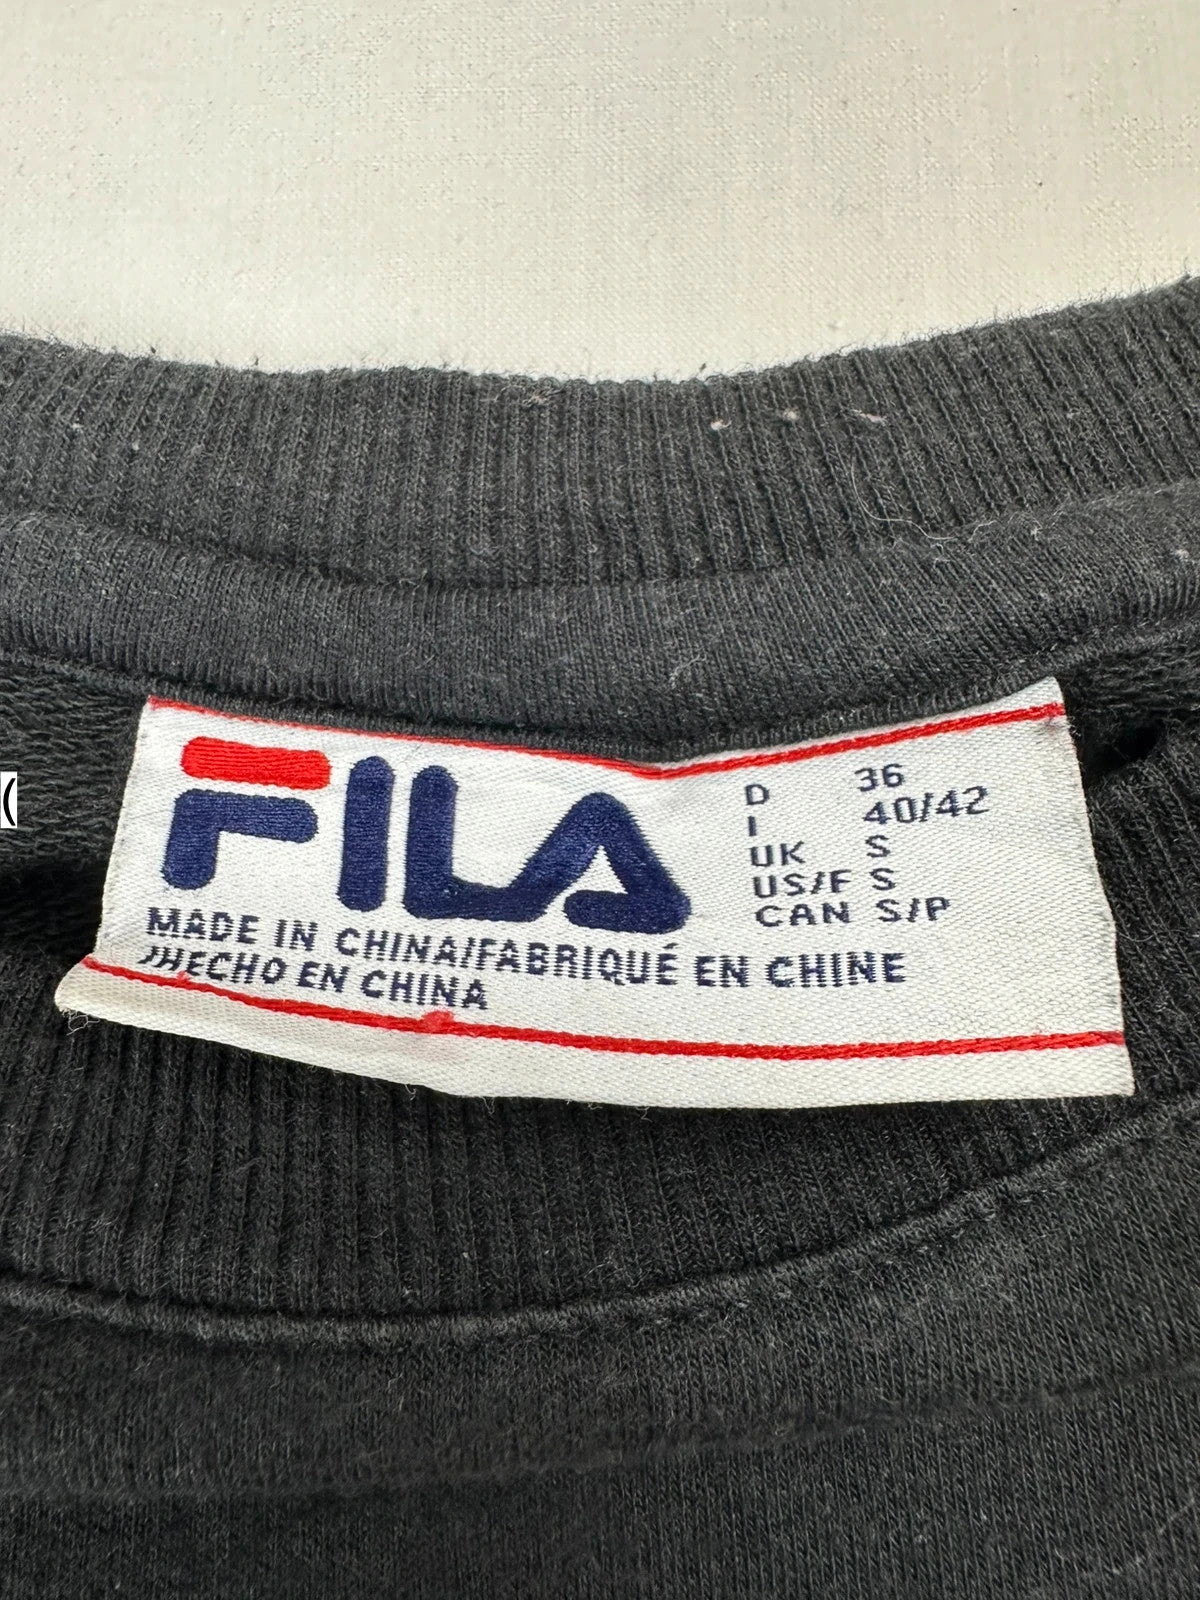 (
FILA
D 36
I 40/42
UK S
US/F S
CAN S/P
MADE IN CHINA/FABRIQUÉ EN CHINE
/HECHO EN CHINA